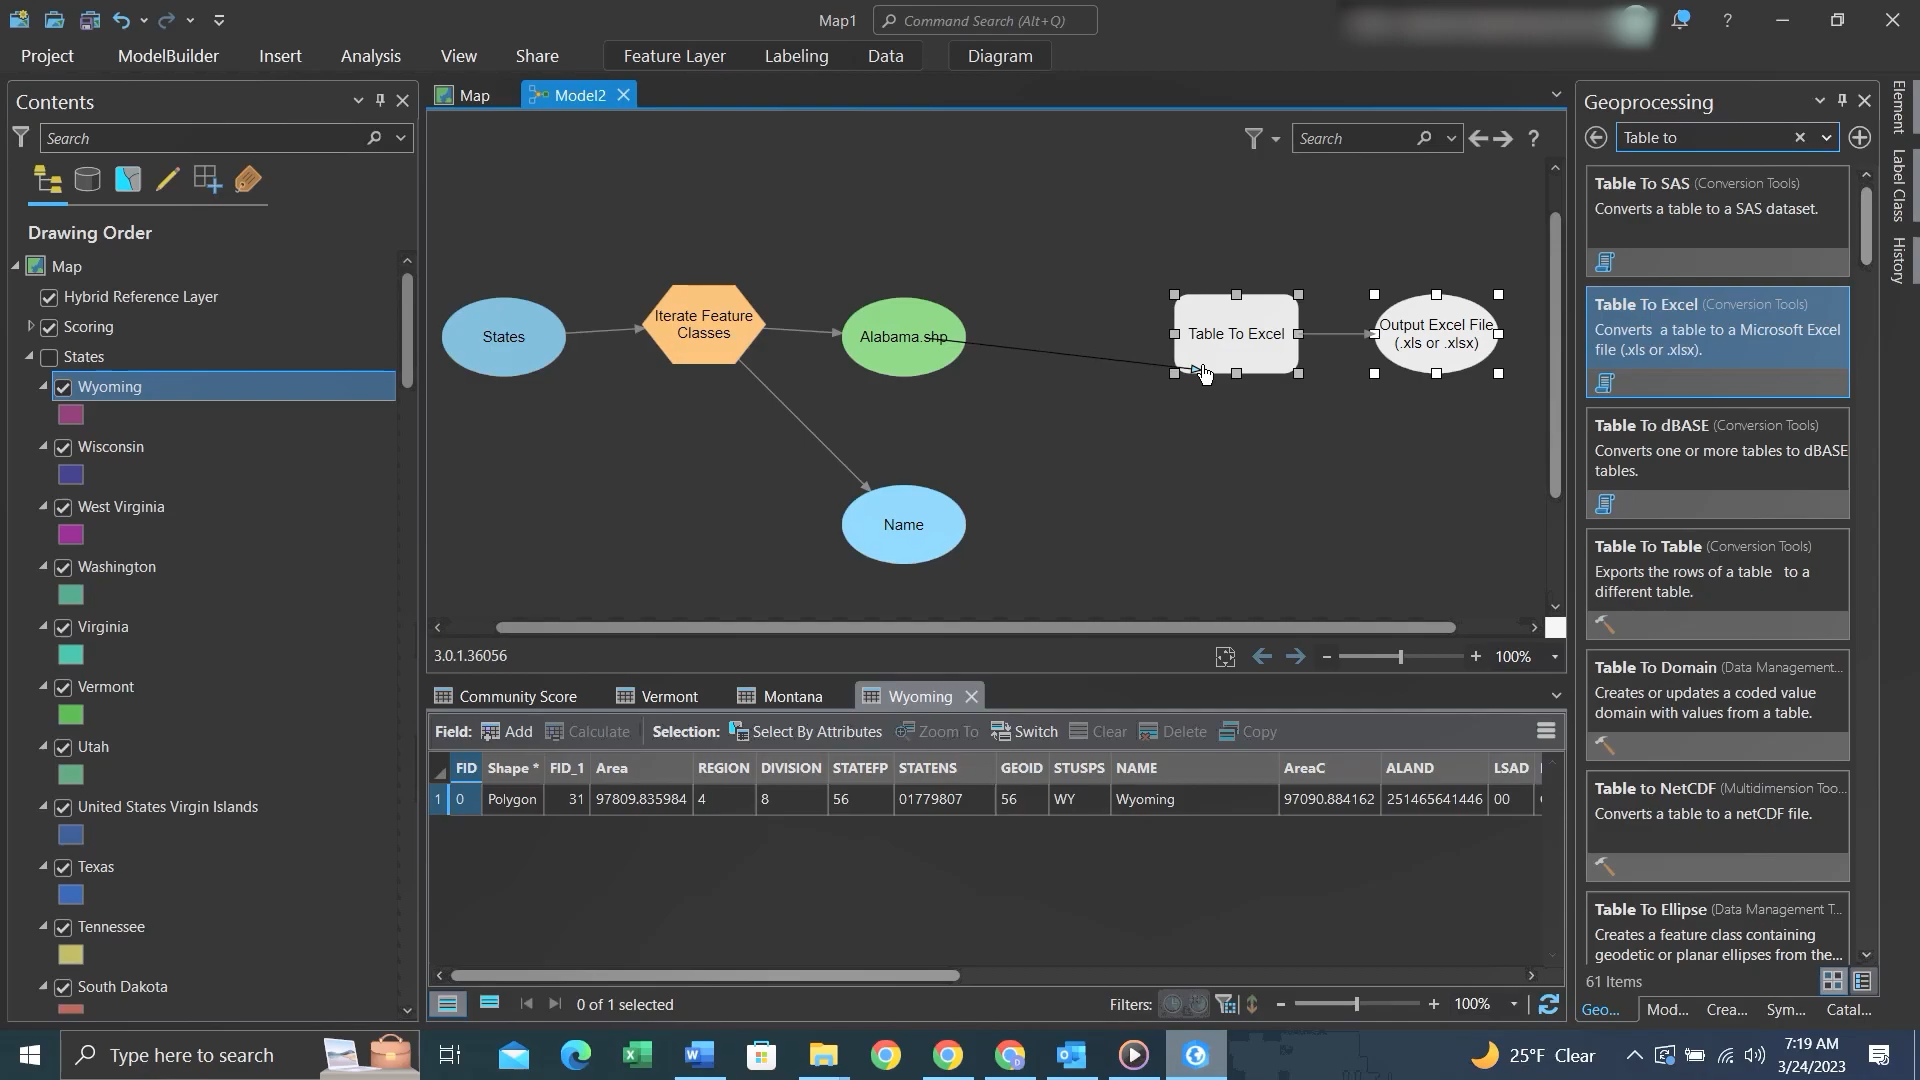 Map1
Command Search (Alt+Q)
?
Project
ModelBuilder
Insert
Analysis
View
Share
Feature Layer
Labeling
Data
Diagram
Contents
Search
Drawing Order
Map
Hybrid Reference Layer
Scoring
States
Wyoming
Wisconsin
West Virginia
Washington
Virginia
Vermont
Utah
United States Virgin Islands
Texas
Tennessee
South Dakota
Map
Model2
Search
?
States
Iterate Feature
Classes
Alabama.shp
Name
Table To Excel
Output Excel File
(.xls or .xlsx)
3.0.1.36056
100%
Community Score
Vermont
Montana
Wyoming
Field:
Add
Calculate
Selection:
Select By Attributes
Zoom To
Switch
Clear
Delete
Copy
FID Shape * FID_1 Area REGION DIVISION STATEFP STATENS GEOID STUSPS NAME AreaC ALAND LSAD
1 0 Polygon 31 97809.835984 4 8 56 01779807 56 WY Wyoming 97090.884162 251465641446 00
0 of 1 selected
Filters:
100%
Geoprocessing
Table to
Table To SAS (Conversion Tools)
Converts a table to a SAS dataset.
Table To Excel (Conversion Tools)
Converts a table to a Microsoft Excel
file (.xls or .xlsx).
Table To dBASE (Conversion Tools)
Converts one or more tables to dBASE
tables.
Table To Table (Conversion Tools)
Exports the rows of a table to a
different table.
Table To Domain (Data Management...
Creates or updates a coded value
domain with values from a table.
Table to NetCDF (Multidimension Too...
Converts a table to a netCDF file.
Table To Ellipse (Data Management T...
Creates a feature class containing
geodetic or planar ellipses from the...
61 Items
Geo...
Mod...
Crea...
Sym...
Catal...
Element
Label Class
History
Type here to search
25°F Clear
7:19 AM
3/24/2023